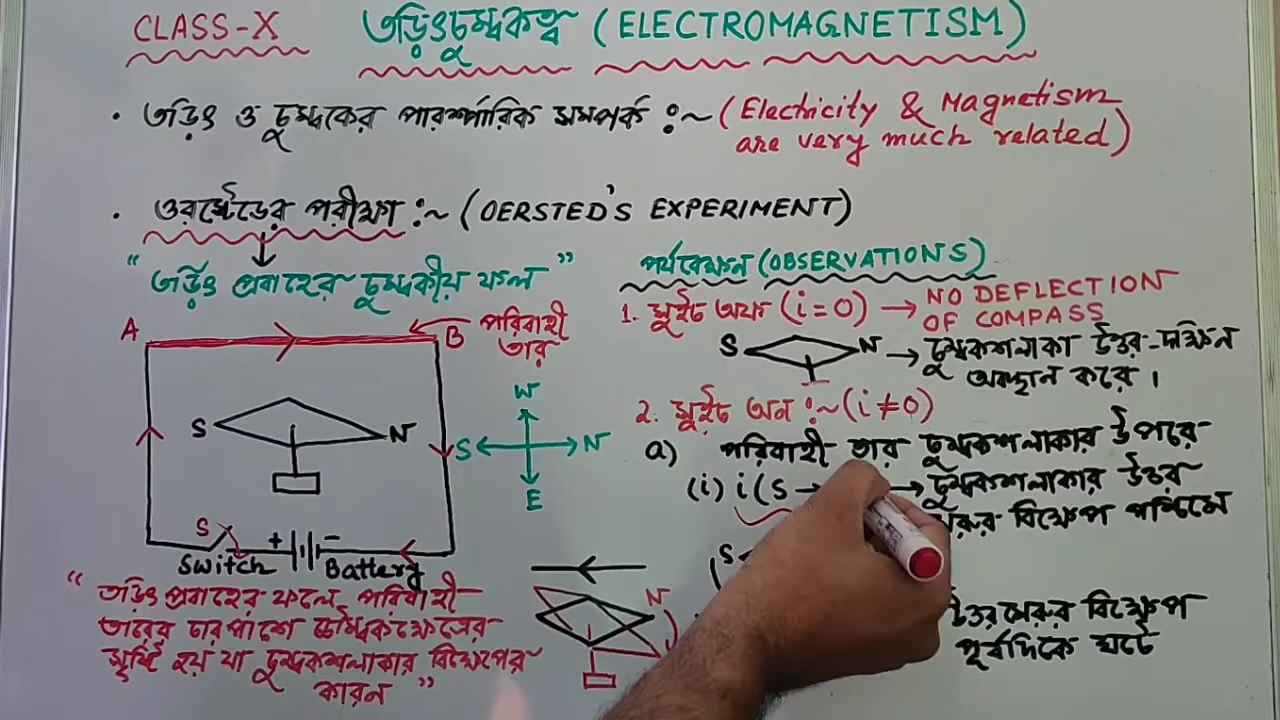 CLASS-X তড়িৎচুম্বকত্ব (ELECTROMAGNETISM)
• তড়িৎ ও চুম্বকের পারস্পারিক সম্পর্ক :~ (Electricity & Magnetism
are very much related)
• ওরস্টেডের পরীক্ষা :~ (OERSTED'S EXPERIMENT)
"তড়িৎ প্রবাহের চুম্বকীয় ফল"
A B পরিবাহী
তার
S N
W
S N
E
S
Switch + - Battery
"তড়িৎ প্রবাহের ফলে পরিবাহী
তারের চারপাশে চৌম্বকক্ষেত্রের
সৃষ্টি হয় যা চুম্বকশলাকার বিক্ষেপের
কারন"
N
পর্যবেক্ষন (OBSERVATIONS)
1. সুইচ অফ (i=0) → NO DEFLECTION
OF COMPASS
S N → চুম্বকশলাকা উত্তর-দক্ষিন
অবস্থান করে।
2. সুইচ অন :~ (i≠0)
a) পরিবাহী তার চুম্বকশলাকার উপরে
(i) i(S → → চুম্বকশলাকার উত্তর
মেরুর বিক্ষেপ পশ্চিমে
S
উত্তরমেরুর বিক্ষেপ
পূর্বদিকে ঘটে